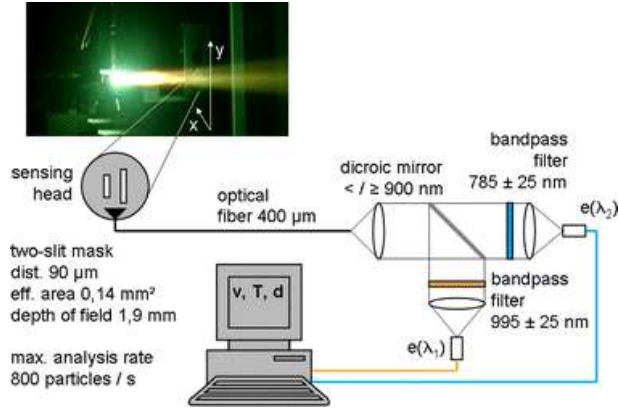 y
x
sensing
head
optical
fiber 400 µm
dicroic mirror
< / ≥ 900 nm
bandpass
filter
785 ± 25 nm
e(λ₂)
two-slit mask
dist. 90 µm
eff. area 0,14 mm²
depth of field 1,9 mm
max. analysis rate
800 particles / s
v, T, d
bandpass
filter
995 ± 25 nm
e(λ₁)